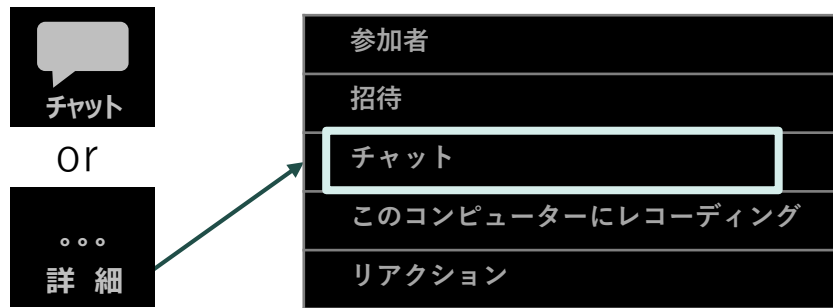 チャット
or
。。。
詳 細
参加者
招待
チャット
このコンピューターにレコーディング
リアクション